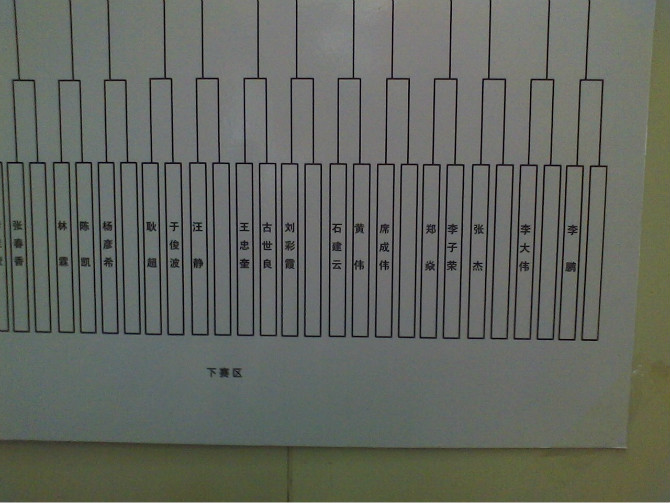 张春香
林霖
陈凯
杨彦希
耿超
于俊波
汪静
王忠奎
古世良
刘彩霞
石建云
黄伟
席成伟
郑焱
李子荣
张杰
李大伟
李鹏
下赛区